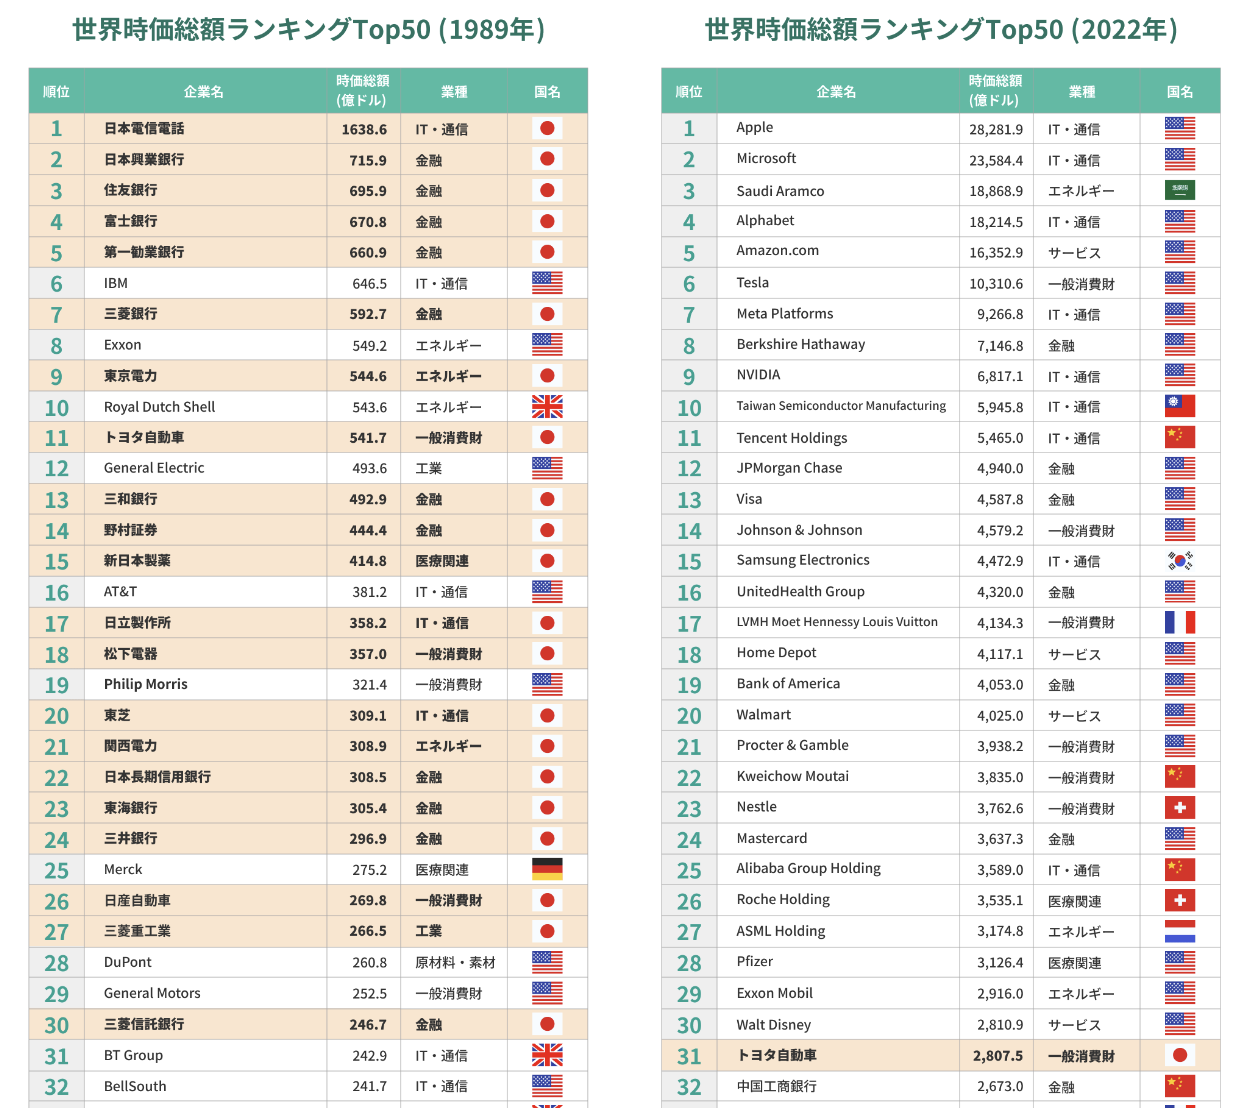 世界時価総額ランキングTop50 (1989年)
順位 企業名 時価総額 (億ドル) 業種 国名
1 日本電信電話 1638.6 IT・通信
2 日本興業銀行 715.9 金融
3 住友銀行 695.9 金融
4 富士銀行 670.8 金融
5 第一勧業銀行 660.9 金融
6 IBM 646.5 IT・通信
7 三菱銀行 592.7 金融
8 Exxon 549.2 エネルギー
9 東京電力 544.6 エネルギー
10 Royal Dutch Shell 543.6 エネルギー
11 トヨタ自動車 541.7 一般消費財
12 General Electric 493.6 工業
13 三和銀行 492.9 金融
14 野村証券 444.4 金融
15 新日本製薬 414.8 医療関連
16 AT&T 381.2 IT・通信
17 日立製作所 358.2 IT・通信
18 松下電器 357.0 一般消費財
19 Philip Morris 321.4 一般消費財
20 東芝 309.1 IT・通信
21 関西電力 308.9 エネルギー
22 日本長期信用銀行 308.5 金融
23 東海銀行 305.4 金融
24 三井銀行 296.9 金融
25 Merck 275.2 医療関連
26 日産自動車 269.8 一般消費財
27 三菱重工業 266.5 工業
28 DuPont 260.8 原材料・素材
29 General Motors 252.5 一般消費財
30 三菱信託銀行 246.7 金融
31 BT Group 242.9 IT・通信
32 BellSouth 241.7 IT・通信
世界時価総額ランキングTop50 (2022年)
順位 企業名 時価総額 (億ドル) 業種 国名
1 Apple 28,281.9 IT・通信
2 Microsoft 23,584.4 IT・通信
3 Saudi Aramco 18,868.9 エネルギー
4 Alphabet 18,214.5 IT・通信
5 Amazon.com 16,352.9 サービス
6 Tesla 10,310.6 一般消費財
7 Meta Platforms 9,266.8 IT・通信
8 Berkshire Hathaway 7,146.8 金融
9 NVIDIA 6,817.1 IT・通信
10 Taiwan Semiconductor Manufacturing 5,945.8 IT・通信
11 Tencent Holdings 5,465.0 IT・通信
12 JPMorgan Chase 4,940.0 金融
13 Visa 4,587.8 金融
14 Johnson & Johnson 4,579.2 一般消費財
15 Samsung Electronics 4,472.9 IT・通信
16 UnitedHealth Group 4,320.0 金融
17 LVMH Moet Hennessy Louis Vuitton 4,134.3 一般消費財
18 Home Depot 4,117.1 サービス
19 Bank of America 4,053.0 金融
20 Walmart 4,025.0 サービス
21 Procter & Gamble 3,938.2 一般消費財
22 Kweichow Moutai 3,835.0 一般消費財
23 Nestle 3,762.6 一般消費財
24 Mastercard 3,637.3 金融
25 Alibaba Group Holding 3,589.0 IT・通信
26 Roche Holding 3,535.1 医療関連
27 ASML Holding 3,174.8 エネルギー
28 Pfizer 3,126.4 医療関連
29 Exxon Mobil 2,916.0 エネルギー
30 Walt Disney 2,810.9 サービス
31 トヨタ自動車 2,807.5 一般消費財
32 中国工商銀行 2,673.0 金融